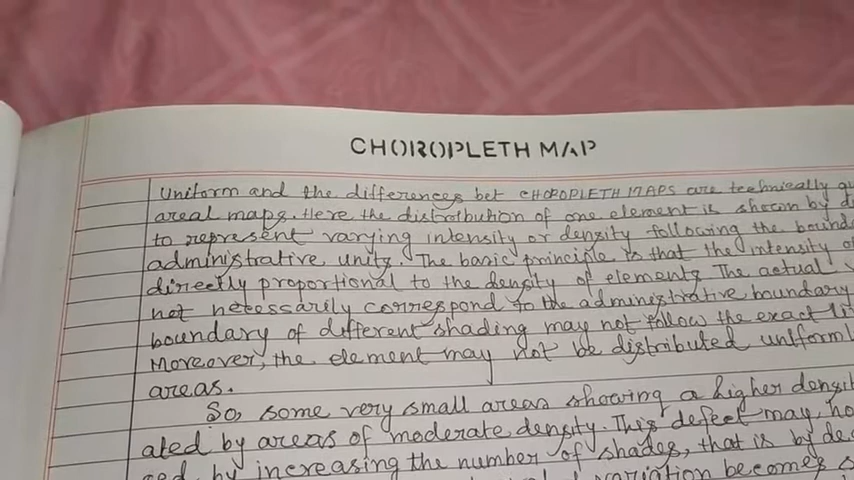 CHOROPLETH MAP
Uniform and the differences bet CHOROPLETH MAPS are technically
areal maps. Here the distribution of one element is shown by
to represent varying intensity or density following the
administrative units. The basic principle is that the intensity of
directly proportional to the density of elements The actual
not necessarily correspond to the administrative boundary
boundary of different shading may not follow the exact
Moreover, the element may not be distributed
areas.
So, some very small areas showing a higher
ated by areas of moderate density. This defect may,
by increasing the number of shades, that is by
variation becomes